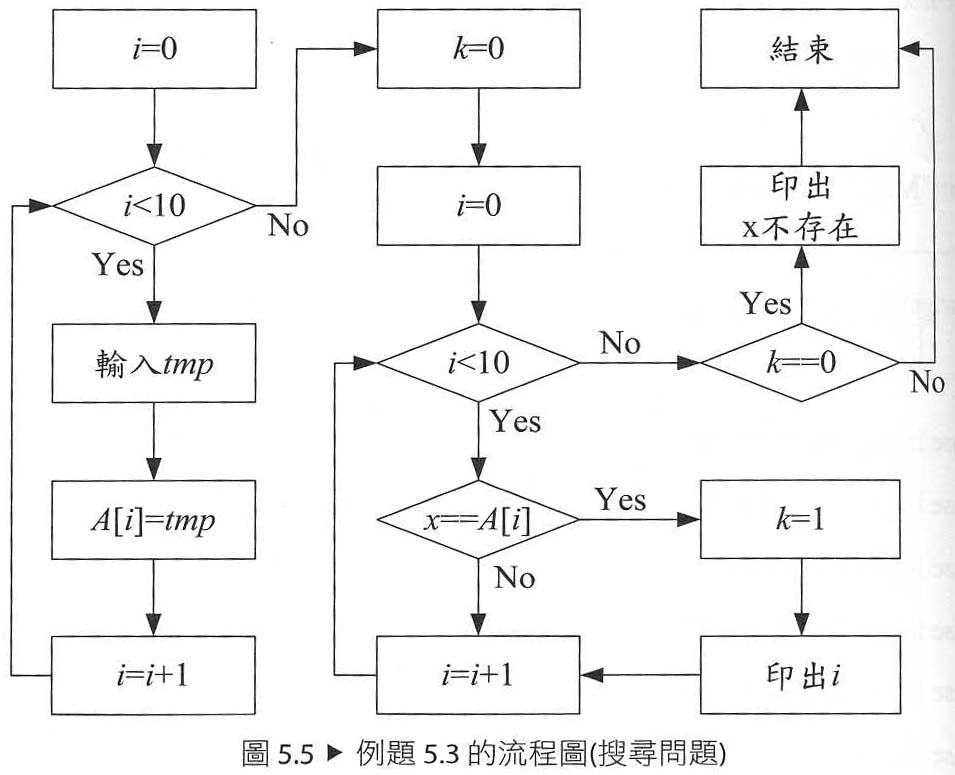 i=0
i<10
No
Yes
輸入tmp
A[i]=tmp
i=i+1
k=0
i=0
i<10
No
Yes
x==A[i]
Yes
No
i=i+1
k=1
印出i
k==0
Yes
No
印出
x不存在
結束
圖 5.5 ▶ 例題 5.3 的流程圖(搜尋問題)